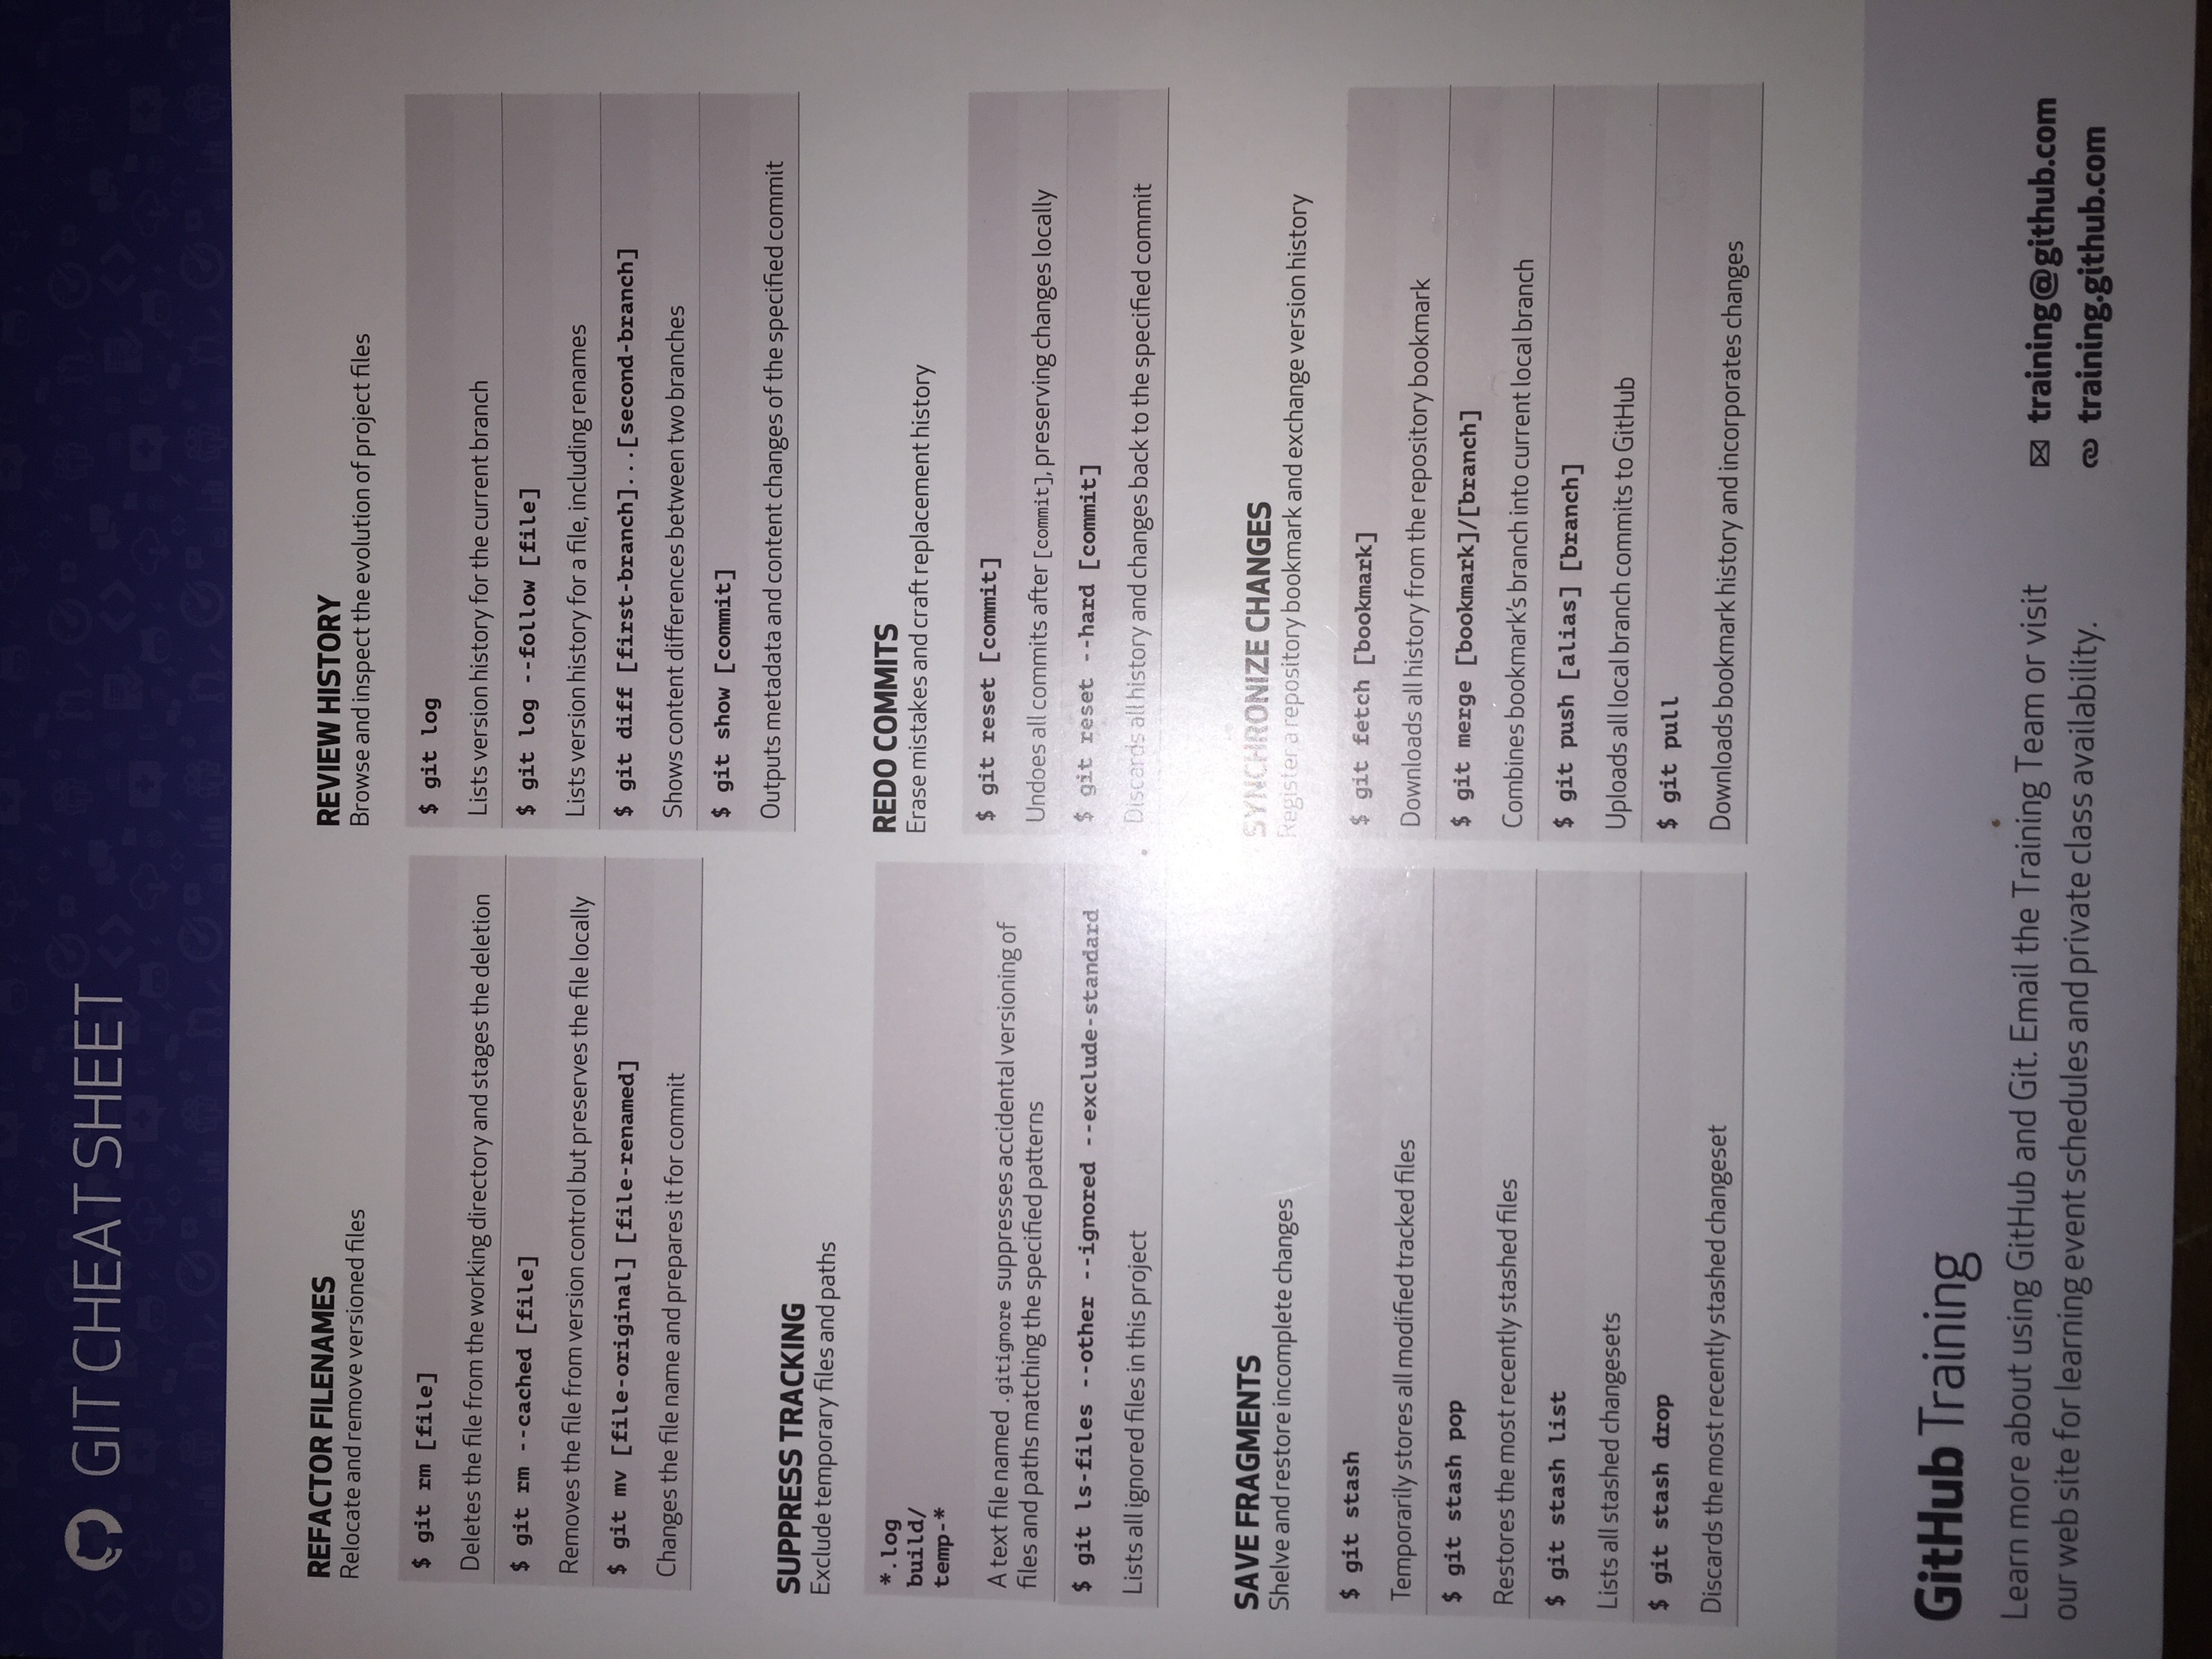 GIT CHEAT SHEET
REFACTOR FILENAMES
Relocate and remove versioned files
$ git rm [file]
Deletes the file from the working directory and stages the deletion
$ git rm --cached [file]
Removes the file from version control but preserves the file locally
$ git mv [file-original] [file-renamed]
Changes the file name and prepares it for commit
SUPPRESS TRACKING
Exclude temporary files and paths
*.log
build/
temp-*
A text file named .gitignore suppresses accidental versioning of
files and paths matching the specified patterns
$ git ls-files --other --ignored --exclude-standard
Lists all ignored files in this project
SAVE FRAGMENTS
Shelve and restore incomplete changes
$ git stash
Temporarily stores all modified tracked files
$ git stash pop
Restores the most recently stashed files
$ git stash list
Lists all stashed changesets
$ git stash drop
Discards the most recently stashed changeset
REVIEW HISTORY
Browse and inspect the evolution of project files
$ git log
Lists version history for the current branch
$ git log --follow [file]
Lists version history for a file, including renames
$ git diff [first-branch]...[second-branch]
Shows content differences between two branches
$ git show [commit]
Outputs metadata and content changes of the specified commit
REDO COMMITS
Erase mistakes and craft replacement history
$ git reset [commit]
Undoes all commits after [commit], preserving changes locally
$ git reset --hard [commit]
Discards all history and changes back to the specified commit
SYNCHRONIZE CHANGES
Register a repository bookmark and exchange version history
$ git fetch [bookmark]
Downloads all history from the repository bookmark
$ git merge [bookmark]/[branch]
Combines bookmark's branch into current local branch
$ git push [alias] [branch]
Uploads all local branch commits to GitHub
$ git pull
Downloads bookmark history and incorporates changes
GitHub Training
Learn more about using GitHub and Git. Email the Training Team or visit
our web site for learning event schedules and private class availability.
training@github.com
training.github.com